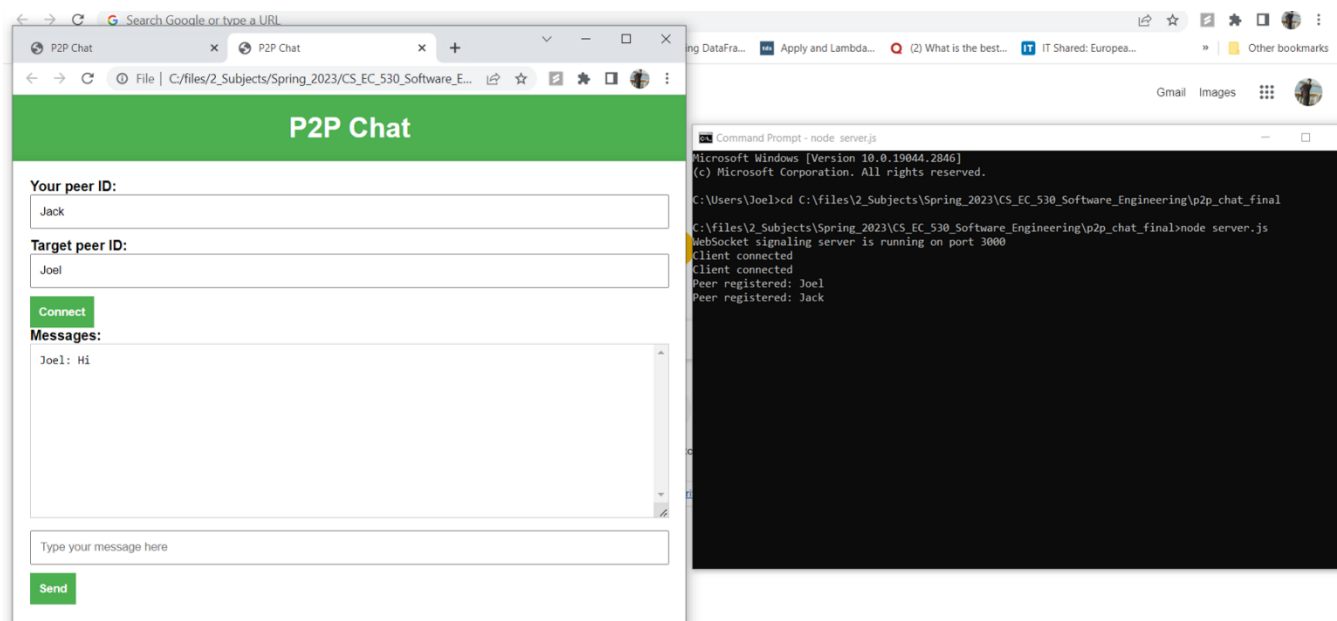 Search Google or type a URL
P2P Chat
P2P Chat
File | C:/files/2_Subjects/Spring_2023/CS_EC_530_Software_E...
P2P Chat
Your peer ID:
Jack
Target peer ID:
Joel
Connect
Messages:
Joel: Hi
Type your message here
Send
ing DataFra...
Apply and Lambda...
(2) What is the best...
IT Shared: Europea...
»
Other bookmarks
Gmail
Images
Command Prompt - node server.js
Microsoft Windows [Version 10.0.19044.2846]
(c) Microsoft Corporation. All rights reserved.
C:\Users\Joel>cd C:\files\2_Subjects\Spring_2023\CS_EC_530_Software_Engineering\p2p_chat_final
C:\files\2_Subjects\Spring_2023\CS_EC_530_Software_Engineering\p2p_chat_final>node server.js
WebSocket signaling server is running on port 3000
Client connected
Client connected
Peer registered: Joel
Peer registered: Jack